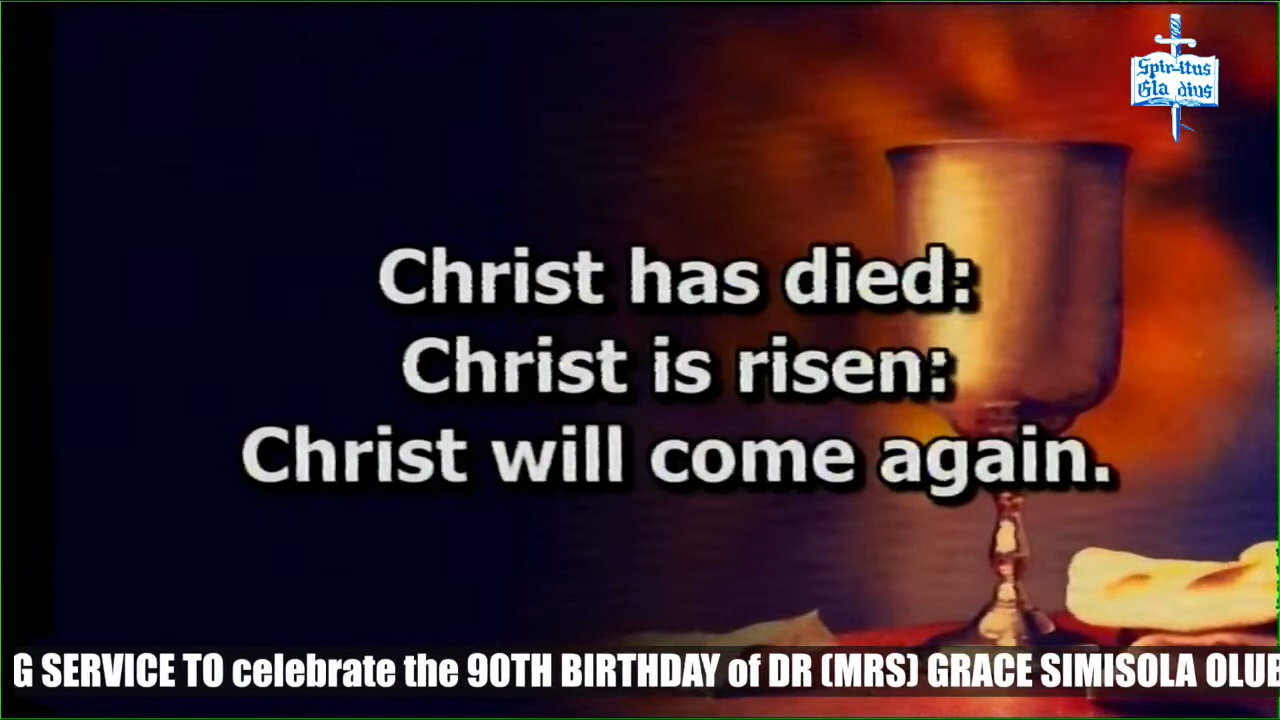 Spiritus
Gladius
Christ has died:
Christ is risen:
Christ will come again.
G SERVICE TO celebrate the 90TH BIRTHDAY of DR (MRS) GRACE SIMISOLA OLUB